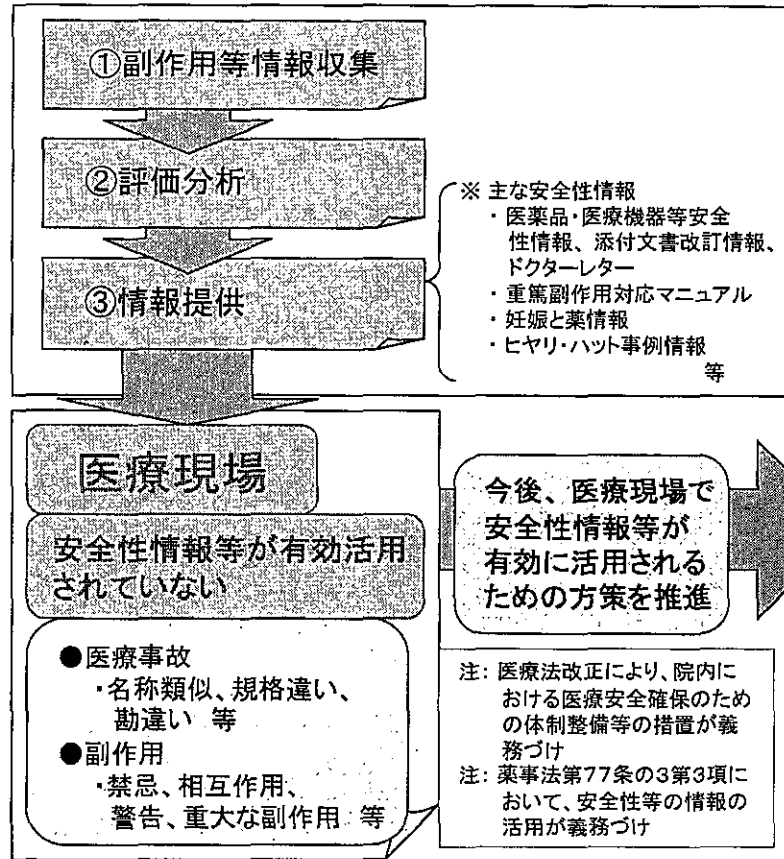 ①副作用等情報収集
②評価分析
③情報提供
※ 主な安全性情報
・医薬品・医療機器等安全
性情報、添付文書改訂情報、
ドクターレター
・重篤副作用対応マニュアル
・妊娠と薬情報
・ヒヤリ・ハット事例情報
等
医療現場
安全性情報等が有効活用
されていない
●医療事故
・名称類似、規格違い、
勘違い 等
●副作用
・禁忌、相互作用、
警告、重大な副作用 等
今後、医療現場で
安全性情報等が
有効に活用される
ための方策を推進
注: 医療法改正により、院内に
おける医療安全確保のため
の体制整備等の措置が義
務づけ
注: 薬事法第77条の3第3項に
おいて、安全性等の情報の
活用が義務づけ